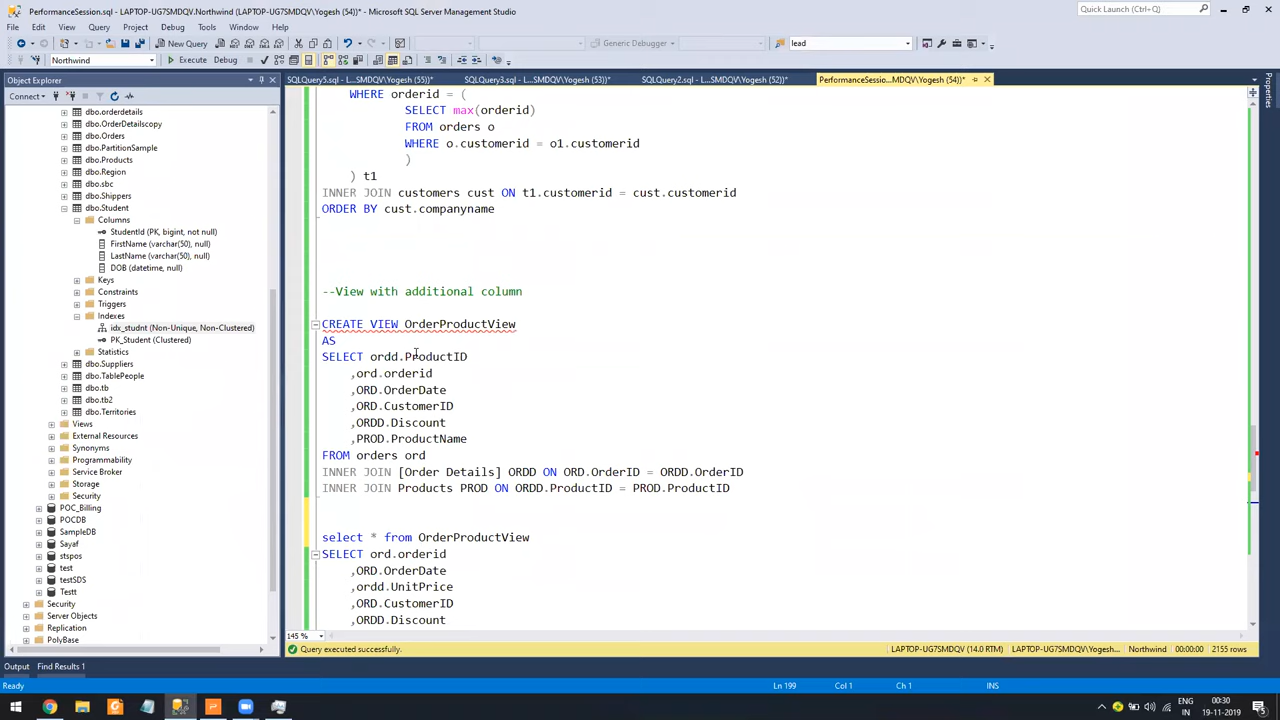 PerformanceSession.sql - LAPTOP-UG7SMDQV.Northwind (LAPTOP-UG7SMDQV\Yogesh (54))* - Microsoft SQL Server Management Studio
Quick Launch (Ctrl+Q)
File Edit View Query Project Debug Tools Window Help
New Query Generic Debugger lead
Northwind Execute Debug
Object Explorer
SQLQuery5.sql - L...SMDQV\Yogesh (55))* SQLQuery3.sql - L...SMDQV\Yogesh (53))* SQLQuery2.sql - L...SMDQV\Yogesh (52))* PerformanceSessio...MDQV\Yogesh (54))*
Properties
Connect
dbo.orderdetails
dbo.OrderDetailscopy
dbo.Orders
dbo.PartitionSample
dbo.Products
dbo.Region
dbo.sbc
dbo.Shippers
dbo.Student
Columns
StudentId (PK, bigint, not null)
FirstName (varchar(50), null)
LastName (varchar(50), null)
DOB (datetime, null)
Keys
Constraints
Triggers
Indexes
idx_studnt (Non-Unique, Non-Clustered)
PK_Student (Clustered)
Statistics
dbo.Suppliers
dbo.TablePeople
dbo.tb
dbo.tb2
dbo.Territories
Views
External Resources
Synonyms
Programmability
Service Broker
Storage
Security
POC_Billing
POCDB
SampleDB
Sayaf
stspos
test
testSDS
Testt
Security
Server Objects
Replication
PolyBase
WHERE orderid = (
SELECT max(orderid)
FROM orders o
WHERE o.customerid = o1.customerid
)
) t1
INNER JOIN customers cust ON t1.customerid = cust.customerid
ORDER BY cust.companyname
--View with additional column
CREATE VIEW OrderProductView
AS
SELECT ordd.ProductID
,ord.orderid
,ORD.OrderDate
,ORD.CustomerID
,ORDD.Discount
,PROD.ProductName
FROM orders ord
INNER JOIN [Order Details] ORDD ON ORD.OrderID = ORDD.OrderID
INNER JOIN Products PROD ON ORDD.ProductID = PROD.ProductID
select * from OrderProductView
SELECT ord.orderid
,ORD.OrderDate
,ordd.UnitPrice
,ORD.CustomerID
,ORDD.Discount
145 %
Query executed successfully. LAPTOP-UG7SMDQV (14.0 RTM) LAPTOP-UG7SMDQV\Yogesh... Northwind 00:00:00 2155 rows
Output Find Results 1
Ready Ln 199 Col 1 Ch 1 INS
ENG
IN
00:30
19-11-2019